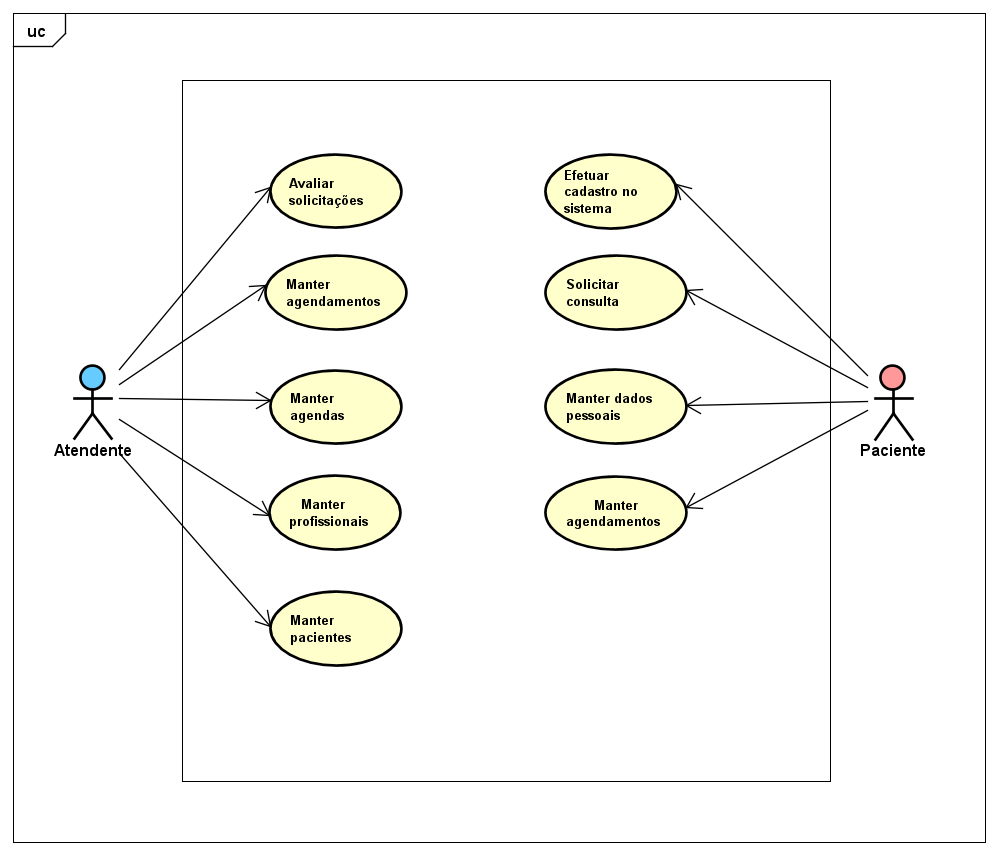 uc
Avaliar
solicitações
Efetuar
cadastro no
sistema
Manter
agendamentos
Solicitar
consulta
Manter
agendas
Manter dados
pessoais
Atendente
Paciente
Manter
profissionais
Manter
agendamentos
Manter
pacientes